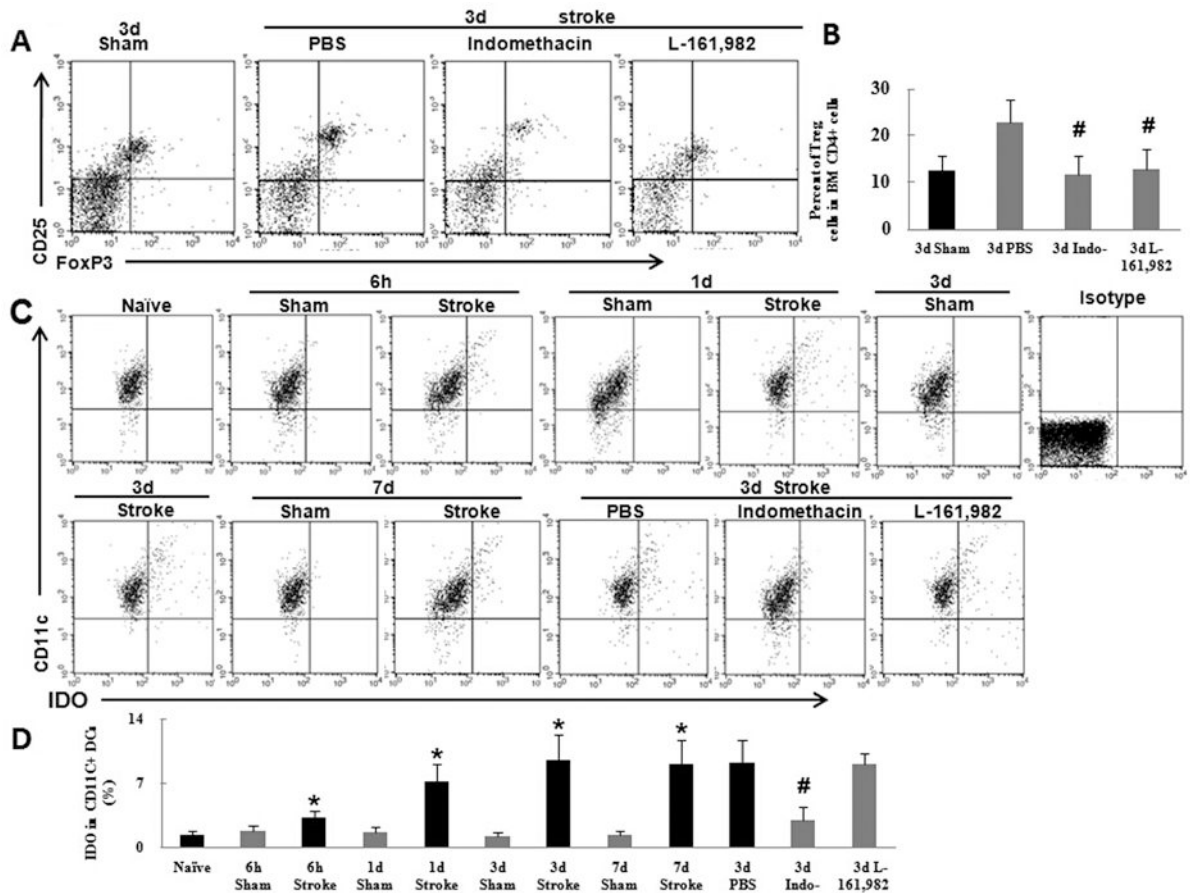 A
3d
Sham
3d stroke
PBS
Indomethacin
L-161,982
CD25
FoxP3
B
Percent of Treg
cells in BM CD4+ cells
30
20
10
0
#
#
3d Sham
3d PBS
3d Indo-
3d L-
161,982
C
Naïve
6h
Sham
Stroke
1d
Sham
Stroke
3d
Sham
Isotype
3d
Stroke
7d
Sham
Stroke
3d Stroke
PBS
Indomethacin
L-161,982
CD11c
IDO
D
IDO in CD11C+ DCs
(%)
14
7
0
*
*
*
*
#
Naïve
6h
Sham
6h
Stroke
1d
Sham
1d
Stroke
3d
Sham
3d
Stroke
7d
Sham
7d
Stroke
3d
PBS
3d
Indo-
3d L-
161,982